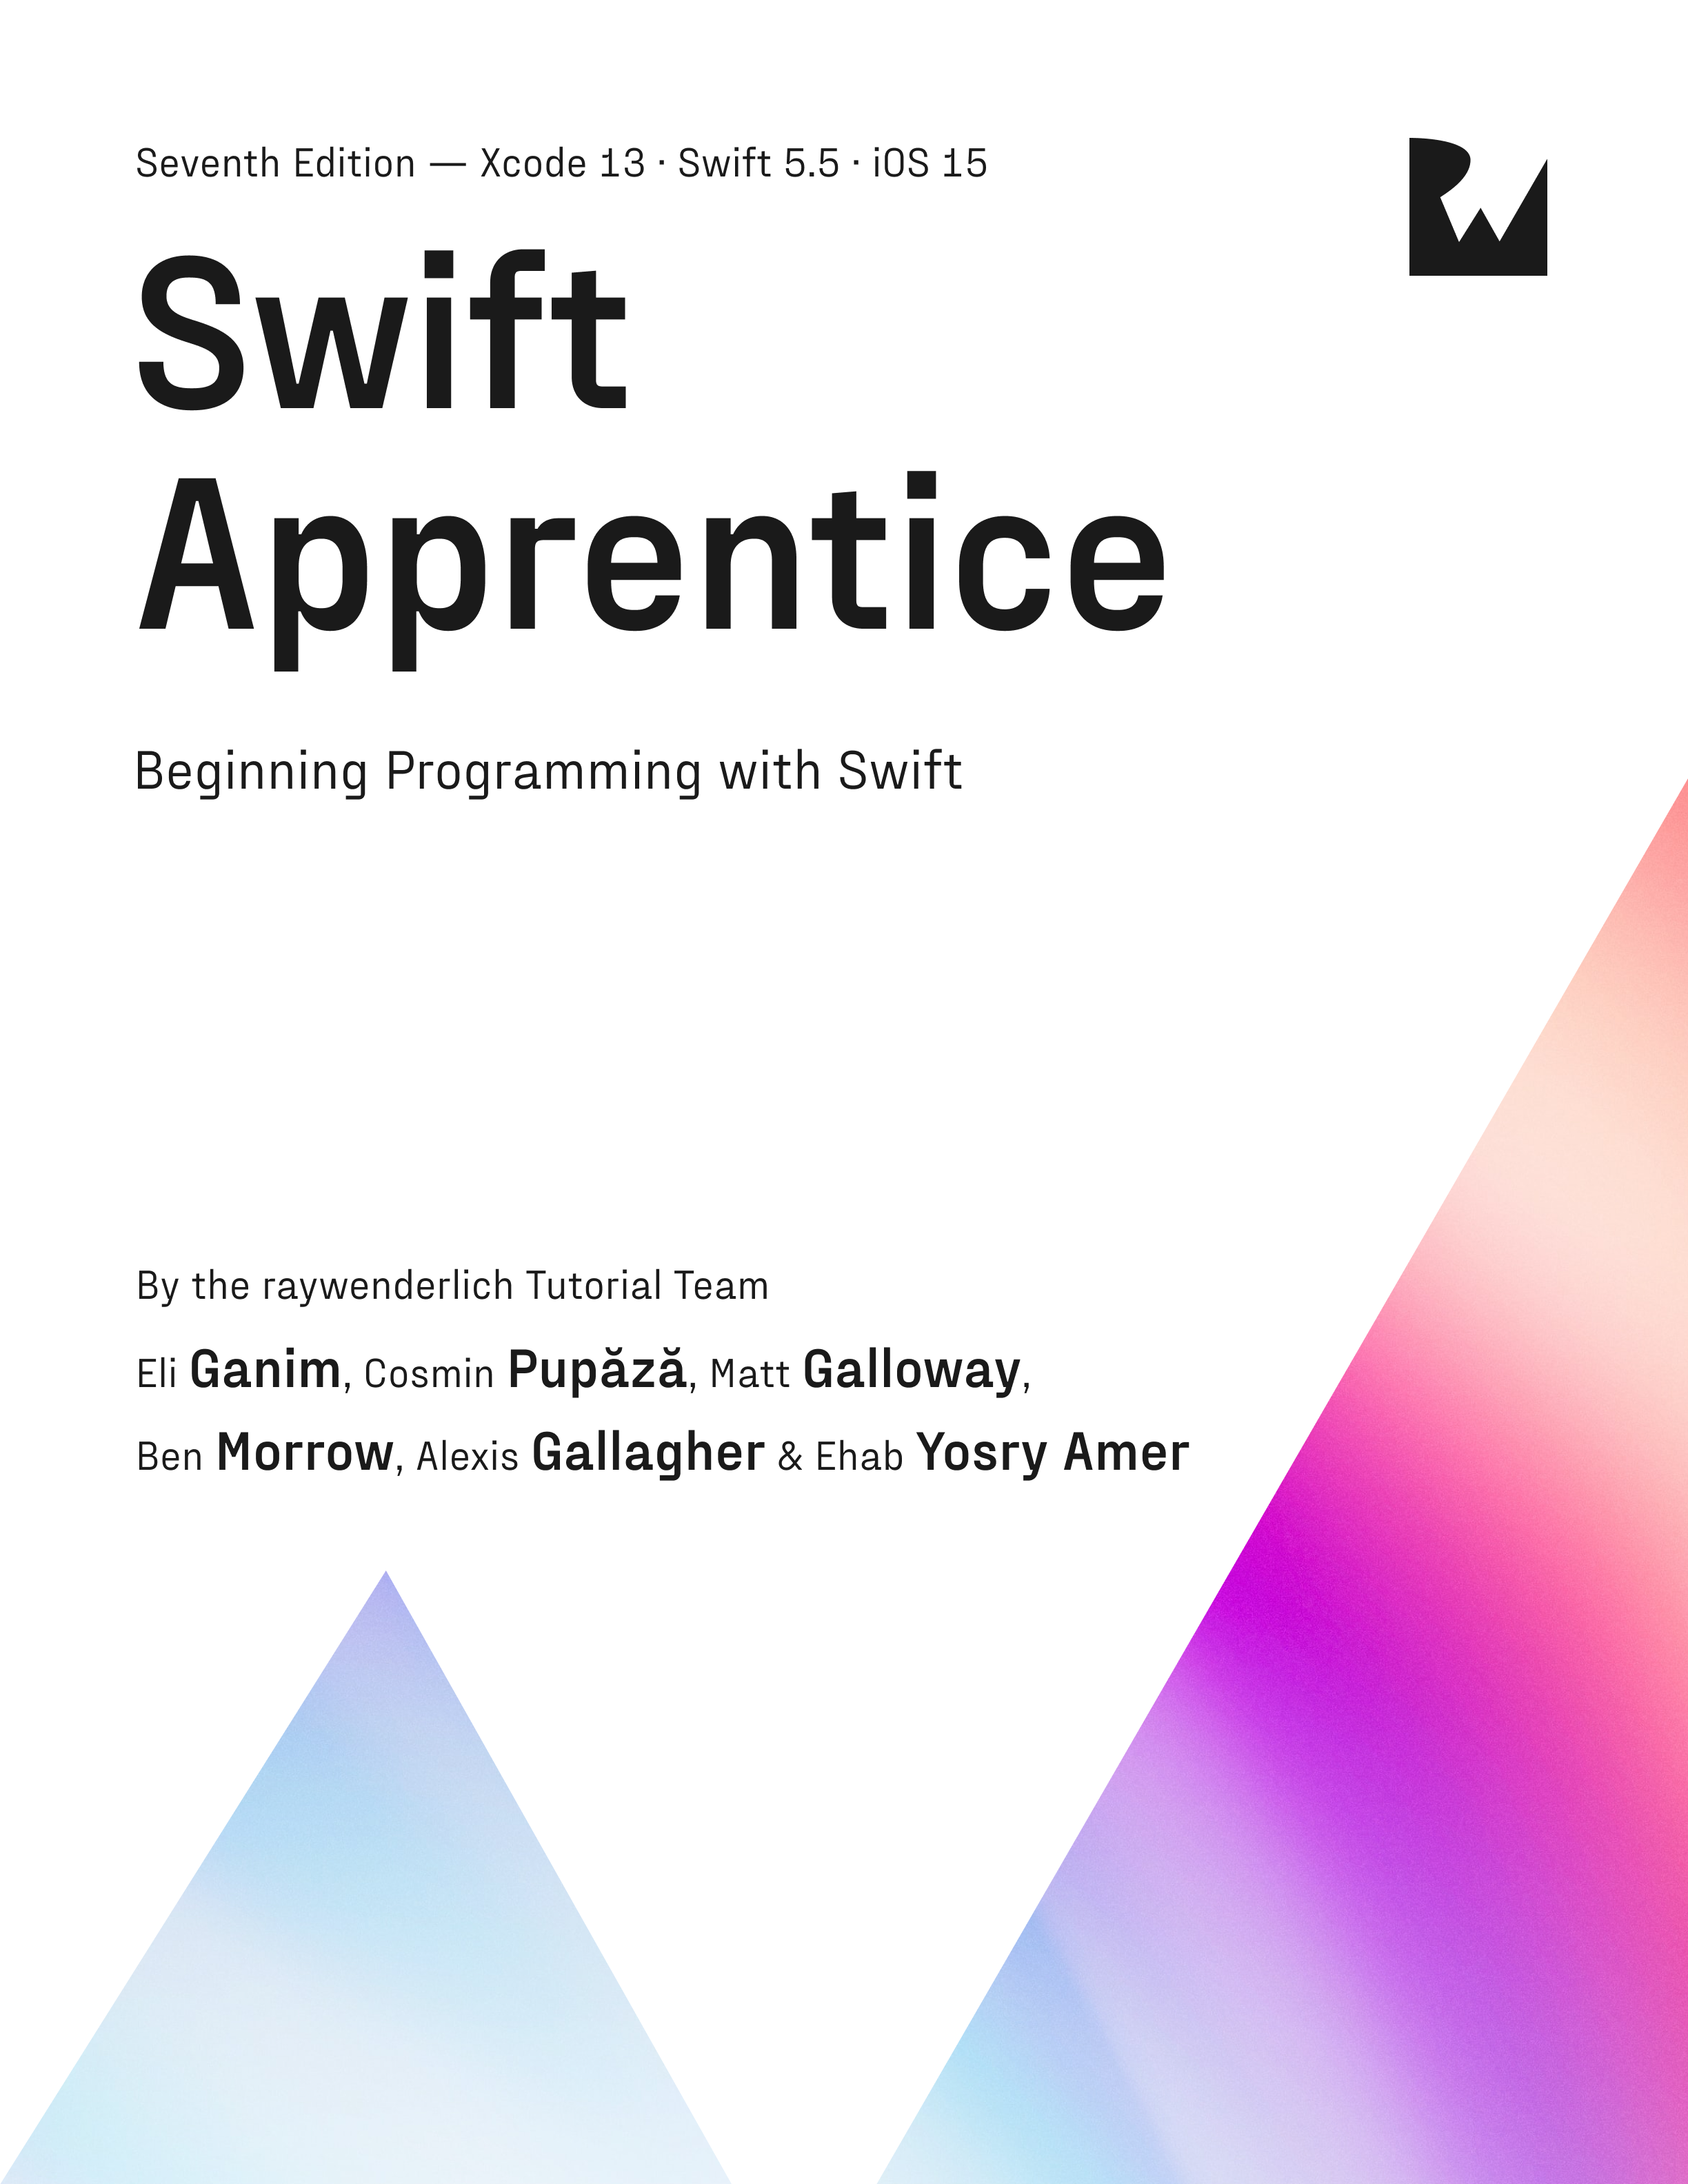 Seventh Edition — Xcode 13 · Swift 5.5 · iOS 15
Swift
Apprentice
Beginning Programming with Swift
By the raywenderlich Tutorial Team
Eli Ganim, Cosmin Pupăză, Matt Galloway,
Ben Morrow, Alexis Gallagher & Ehab Yosry Amer